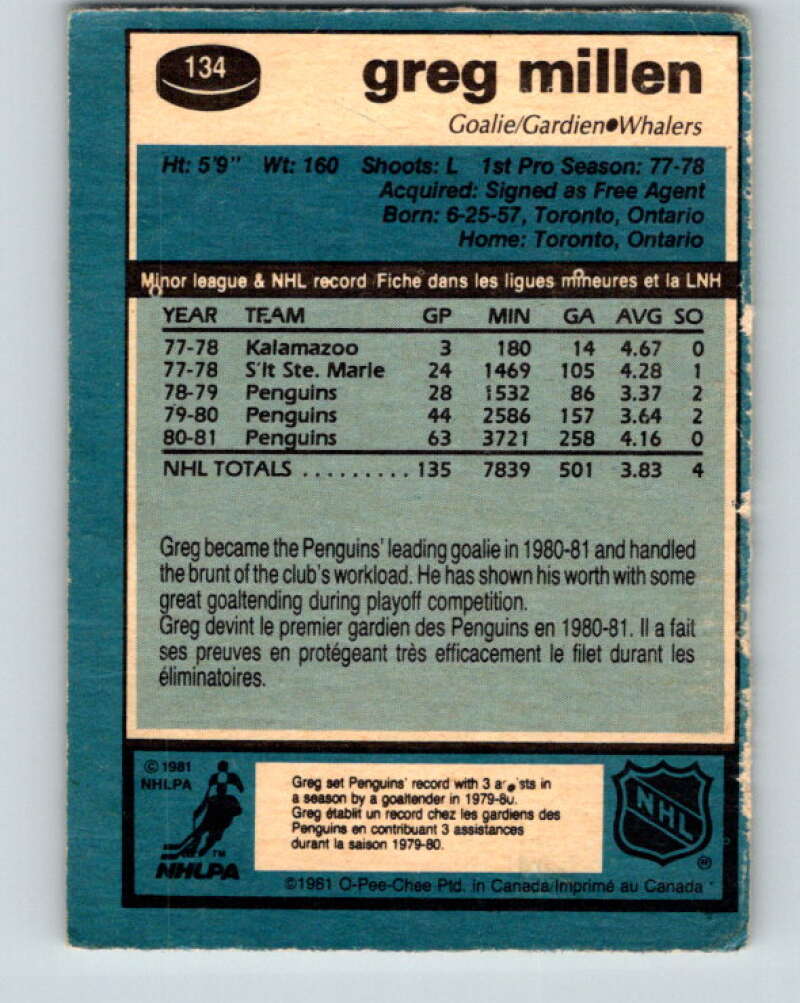 134
greg millen
Goalie/Gardien•Whalers
Ht: 5'9" Wt: 160 Shoots: L 1st Pro Season: 77-78
Acquired: Signed as Free Agent
Born: 6-25-57, Toronto, Ontario
Home: Toronto, Ontario
Minor league & NHL record Fiche dans les ligues mineures et la LNH
YEAR TEAM GP MIN GA AVG SO
77-78 Kalamazoo 3 180 14 4.67 0
77-78 S'lt Ste. Marie 24 1469 105 4.28 1
78-79 Penguins 28 1532 86 3.37 2
79-80 Penguins 44 2586 157 3.64 2
80-81 Penguins 63 3721 258 4.16 0
NHL TOTALS ......... 135 7839 501 3.83 4
Greg became the Penguins' leading goalie in 1980-81 and handled
the brunt of the club's workload. He has shown his worth with some
great goaltending during playoff competition.
Greg devint le premier gardien des Penguins en 1980-81. Il a fait
ses preuves en protégeant très efficacement le filet durant les
éliminatoires.
© 1981
NHLPA
TM
NHLPA
Greg set Penguins' record with 3 assists in
a season by a goaltender in 1979-80.
Greg établit un record chez les gardiens des
Penguins en contribuant 3 assistances
durant la saison 1979-80.
NHL
®
©1981 O-Pee-Chee Ptd. in Canada/Imprimé au Canada